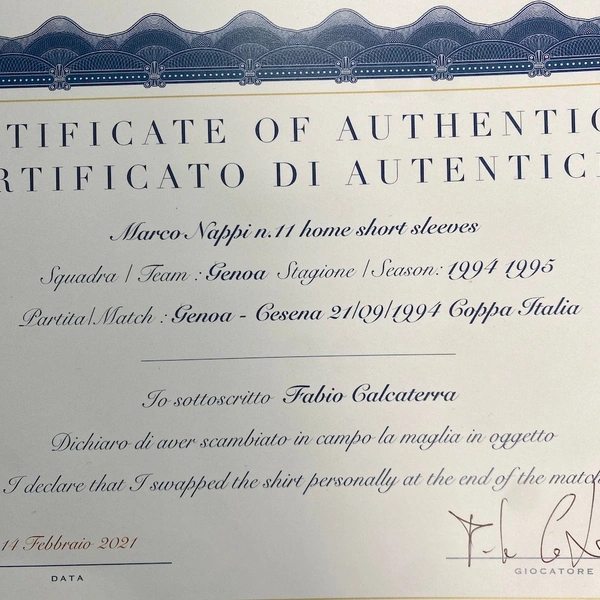 TIFICATE OF AUTHENTIC
RTIFICATO DI AUTENTICI
Marco Nappi n.11 home short sleeves
Squadra / Team : Genoa Stagione / Season: 1994 1995
Partita/Match : Genoa - Cesena 21/09/1994 Coppa Italia
Io sottoscritto Fabio Calcaterra
Dichiaro di aver scambiato in campo la maglia in oggetto
I declare that I swapped the shirt personally at the end of the match
14 Febbraio 2021
DATA
GIOCATORE